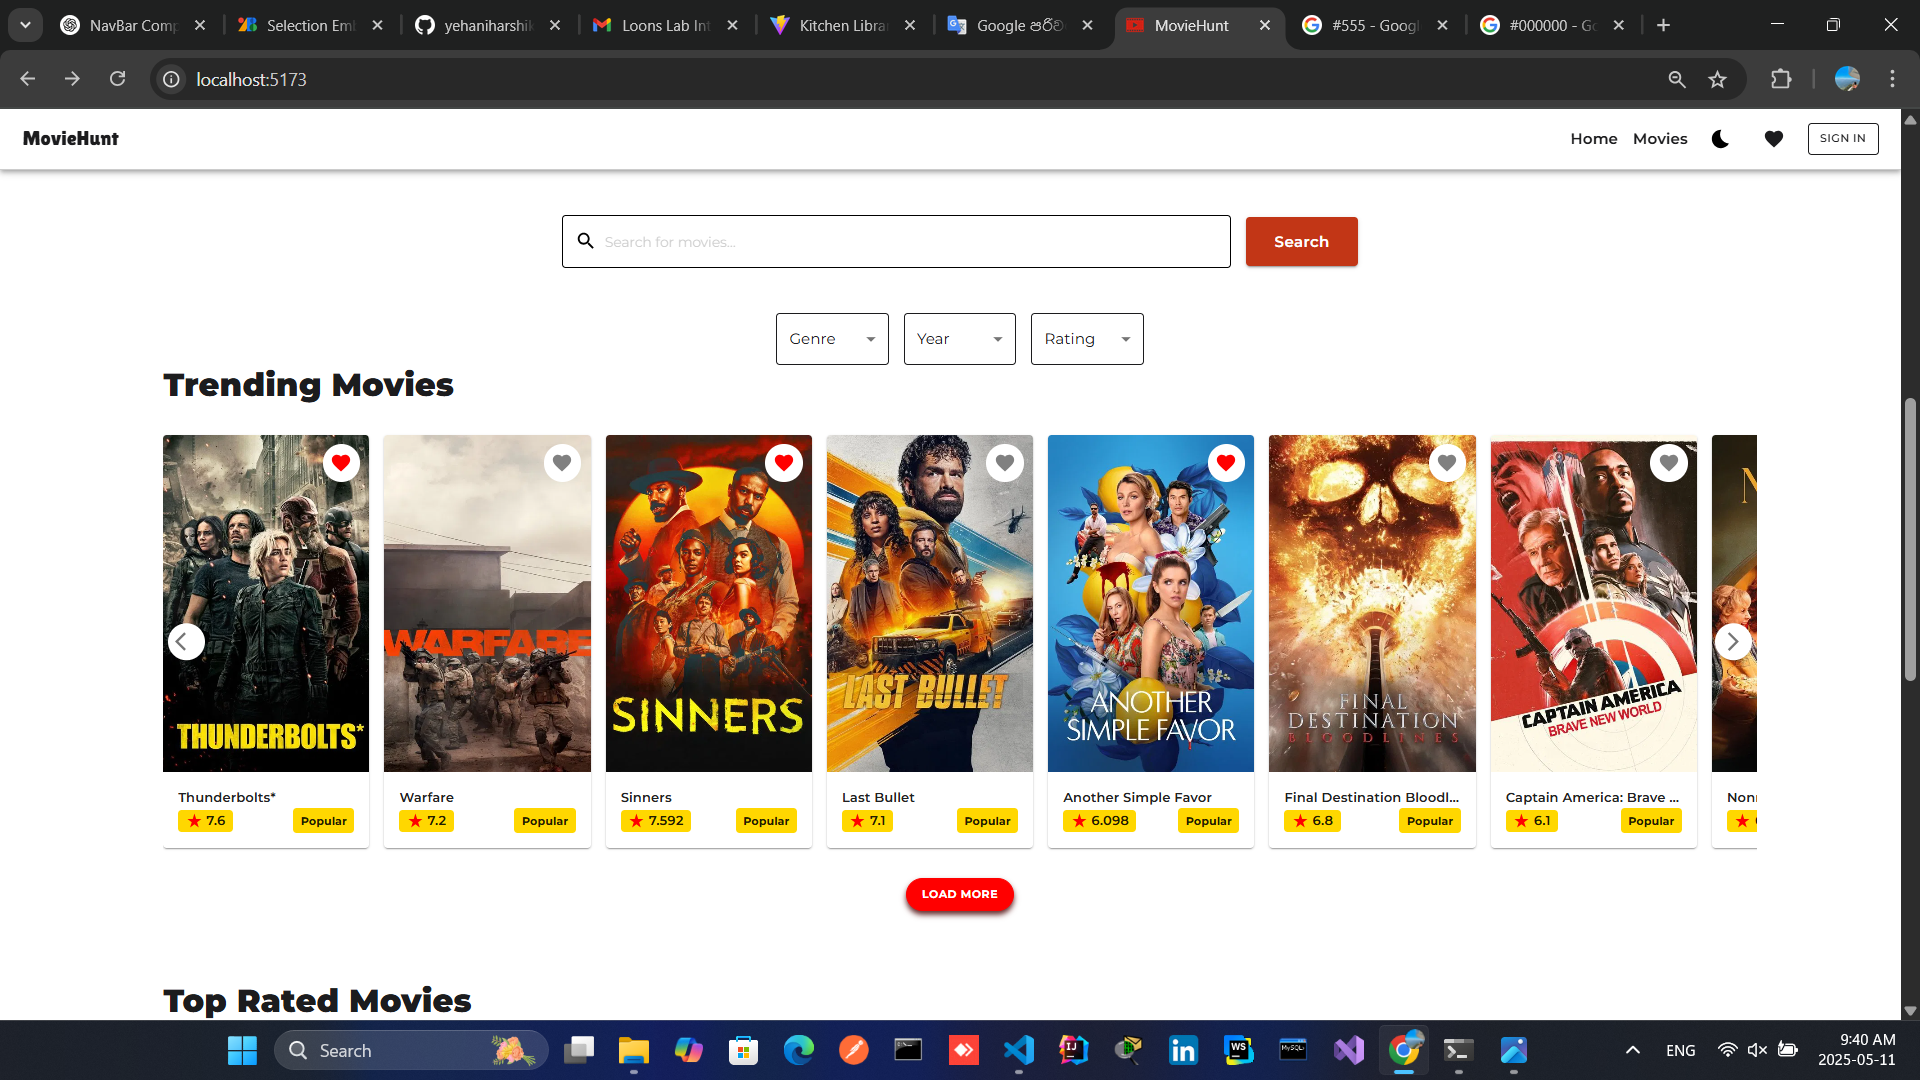 NavBar Comp
Selection Em
yehaniharshik
Loons Lab Int
Kitchen Libra
Google පරිව
MovieHunt
#555 - Googl
#000000 - Go
localhost:5173
MovieHunt
Home
Movies
SIGN IN
Search for movies...
Search
Genre
Year
Rating
Trending Movies
THUNDERBOLTS*
WARFARE
SINNERS
LAST BULLET
ANOTHER
SIMPLE FAVOR
FINAL
DESTINATION
BLOODLINES
CAPTAIN AMERICA
BRAVE NEW WORLD
Thunderbolts*
7.6 Popular
Warfare
7.2 Popular
Sinners
7.592 Popular
Last Bullet
7.1 Popular
Another Simple Favor
6.098 Popular
Final Destination Bloodl...
6.8 Popular
Captain America: Brave ...
6.1 Popular
LOAD MORE
Top Rated Movies
Search
ENG
9:40 AM
2025-05-11